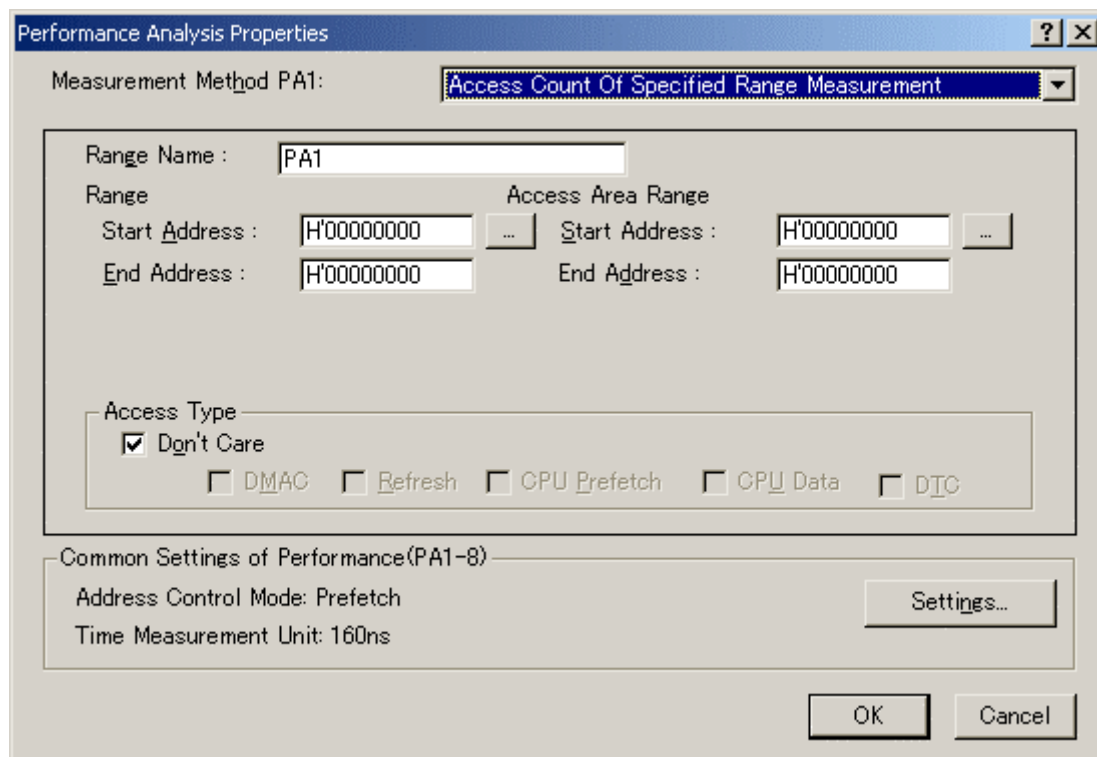 Performance Analysis Properties
Measurement Method PA1: Access Count Of Specified Range Measurement
Range Name : PA1
Range Access Area Range
Start Address : H'00000000 ... Start Address : H'00000000 ...
End Address : H'00000000 End Address : H'00000000
Access Type
Don't Care
DMAC Refresh CPU Prefetch CPU Data DTC
Common Settings of Performance(PA1-8)
Address Control Mode: Prefetch
Settings...
Time Measurement Unit: 160ns
OK Cancel